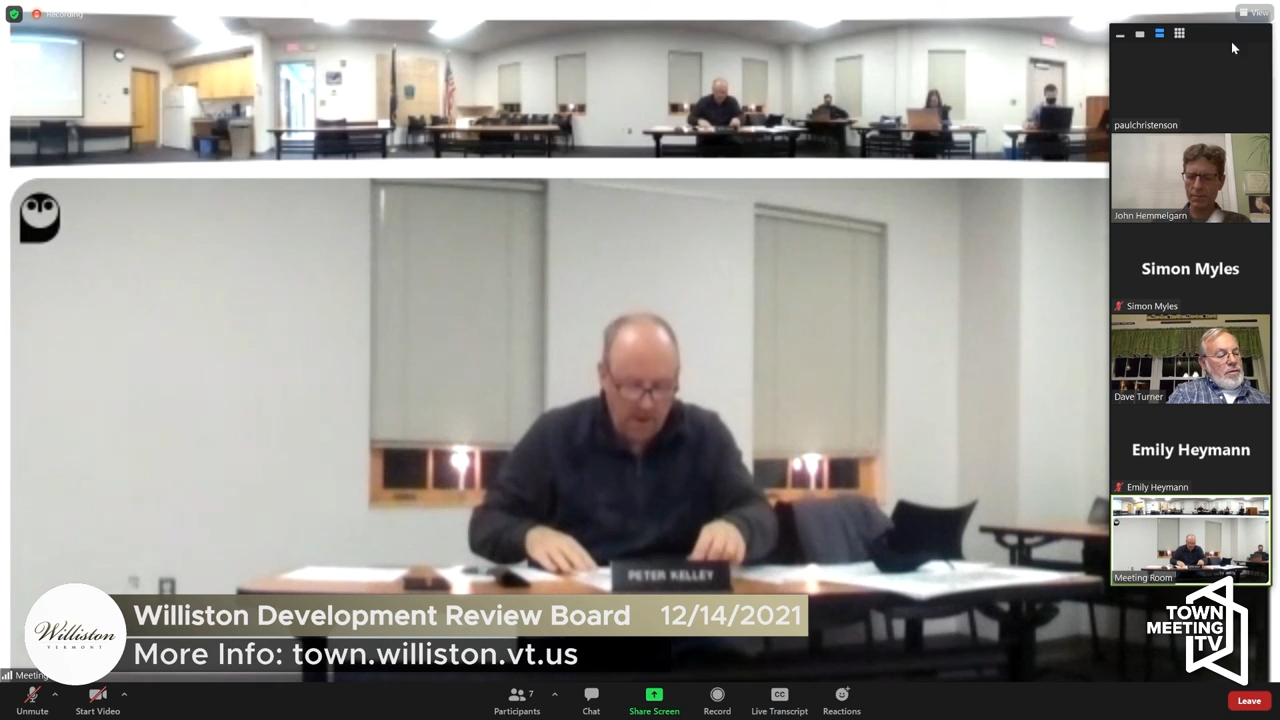 Recording
View
paulchristenson
John Hemmelgarn
Simon Myles
Simon Myles
Dave Turner
Emily Heymann
Emily Heymann
Meeting Room
PETER KELLEY
Williston
VERMONT
Williston Development Review Board 12/14/2021
More Info: town.williston.vt.us
TOWN
MEETING
TV
Meeting
Unmute
Start Video
7
Participants
Chat
Share Screen
Record
CC
Live Transcript
Reactions
Leave